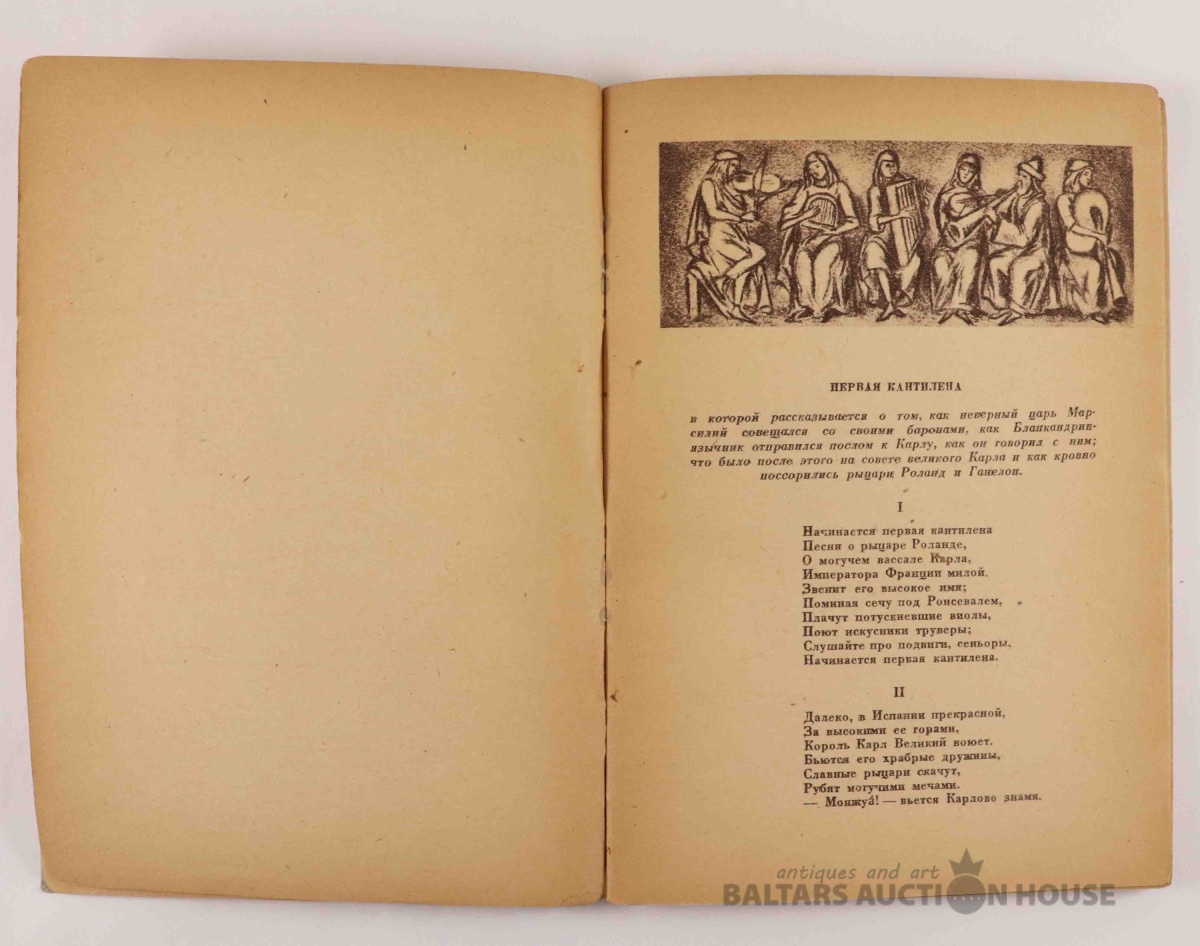 ПЕРВАЯ КАНТИЛЕНА
в которой рассказывается о том, как неверный царь Мар-
силий совещался со своими баронами, как Бланкандрин-
язычник отправился послом к Карлу, как он говорил с ним;
что было после этого на совете великого Карла и как кровно
поссорились рыцари Роланд и Ганелон.
I
Начинается первая кантилена
Песни о рыцаре Роланде,
О могучем вассале Карла,
Императора Франции милой.
Звенит его высокое имя;
Поминая сечу под Ронсевалем,
Плачут потускневшие виолы,
Поют искусники труверы;
Слушайте про подвиги, сеньоры,
Начинается первая кантилена.
II
Далеко, в Испании прекрасной,
За высокими ее горами,
Король Карл Великий воюет.
Бьются его храбрые дружины,
Славные рыцари скачут,
Рубят могучими мечами.
— Монжуа́! — вьется Карлово знамя.
antiques and art
BALTARS AUCTION HOUSE